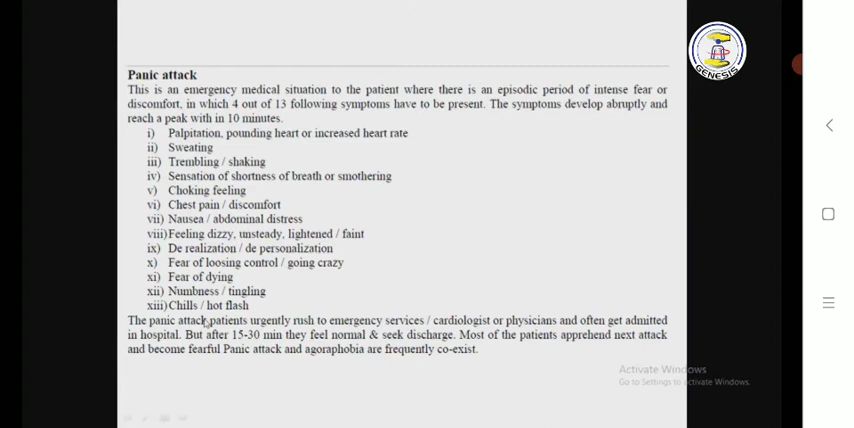 GENESIS
Panic attack
This is an emergency medical situation to the patient where there is an episodic period of intense fear or
discomfort, in which 4 out of 13 following symptoms have to be present. The symptoms develop abruptly and
reach a peak with in 10 minutes.
i) Palpitation, pounding heart or increased heart rate
ii) Sweating
iii) Trembling / shaking
iv) Sensation of shortness of breath or smothering
v) Choking feeling
vi) Chest pain / discomfort
vii) Nausea / abdominal distress
viii) Feeling dizzy, unsteady, lightened / faint
ix) De realization / de personalization
x) Fear of loosing control / going crazy
xi) Fear of dying
xii) Numbness / tingling
xiii) Chills / hot flash
The panic attack patients urgently rush to emergency services / cardiologist or physicians and often get admitted
in hospital. But after 15-30 min they feel normal & seek discharge. Most of the patients apprehend next attack
and become fearful Panic attack and agoraphobia are frequently co-exist.
Activate Windows
Go to Settings to activate Windows.